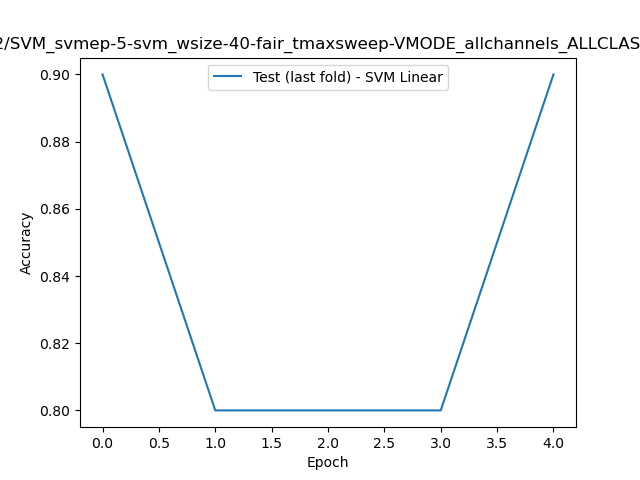 2/SVM_svmep-5-svm_wsize-40-fair_tmaxsweep-VMODE_allchannels_ALLCLAS
Test (last fold) - SVM Linear
0.90
0.88
0.86
0.84
0.82
0.80
Accuracy
0.0 0.5 1.0 1.5 2.0 2.5 3.0 3.5 4.0
Epoch